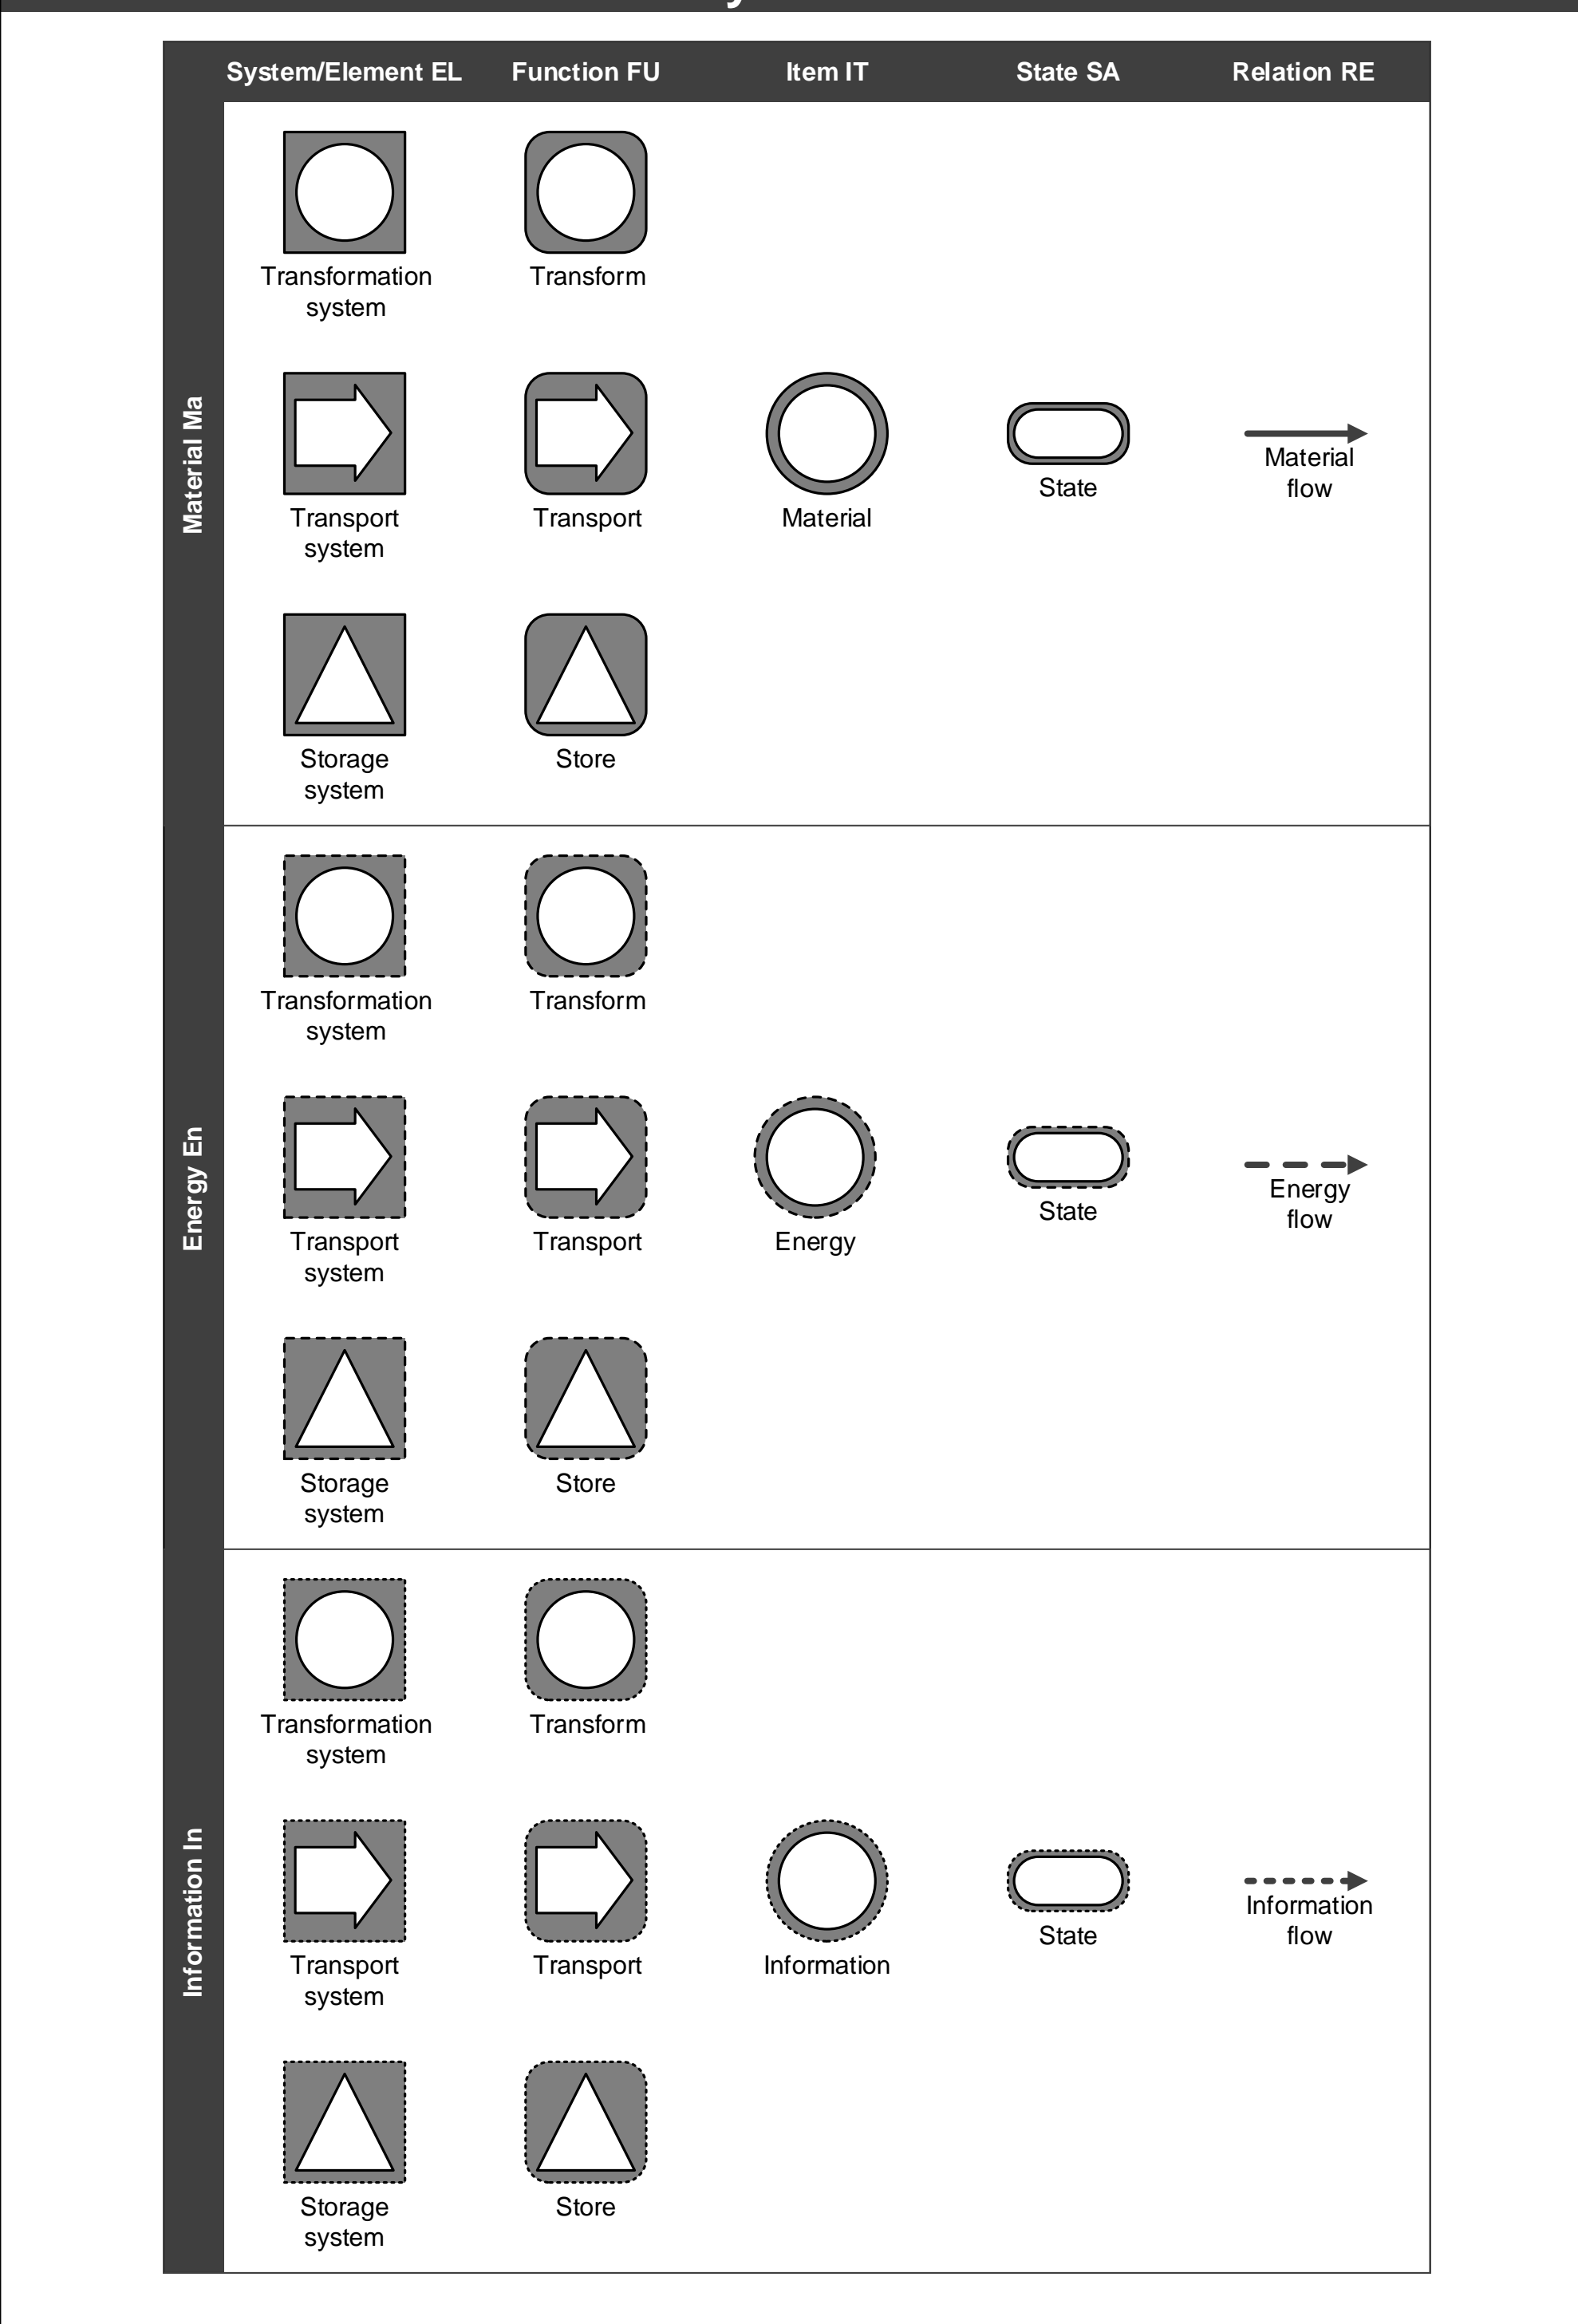 System/Element EL
Function FU
Item IT
State SA
Relation RE
Material Ma
Transformation
system
Transform
Transport
system
Transport
Material
State
Material
flow
Storage
system
Store
Energy En
Transformation
system
Transform
Transport
system
Transport
Energy
State
Energy
flow
Storage
system
Store
Information In
Transformation
system
Transform
Transport
system
Transport
Information
State
Information
flow
Storage
system
Store